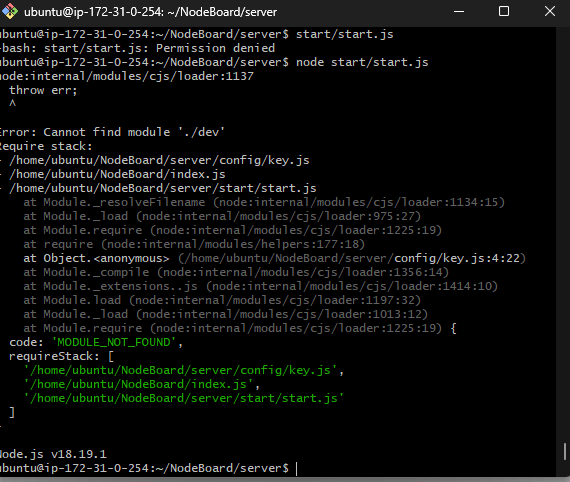 ubuntu@ip-172-31-0-254: ~/NodeBoard/server
ubuntu@ip-172-31-0-254:~/NodeBoard/server$ start/start.js
-bash: start/start.js: Permission denied
ubuntu@ip-172-31-0-254:~/NodeBoard/server$ node start/start.js
node:internal/modules/cjs/loader:1137
  throw err;
  ^

Error: Cannot find module './dev'
Require stack:
- /home/ubuntu/NodeBoard/server/config/key.js
- /home/ubuntu/NodeBoard/index.js
- /home/ubuntu/NodeBoard/server/start/start.js
    at Module._resolveFilename (node:internal/modules/cjs/loader:1134:15)
    at Module._load (node:internal/modules/cjs/loader:975:27)
    at Module.require (node:internal/modules/cjs/loader:1225:19)
    at require (node:internal/modules/helpers:177:18)
    at Object.<anonymous> (/home/ubuntu/NodeBoard/server/config/key.js:4:22)
    at Module._compile (node:internal/modules/cjs/loader:1356:14)
    at Module._extensions..js (node:internal/modules/cjs/loader:1414:10)
    at Module.load (node:internal/modules/cjs/loader:1197:32)
    at Module._load (node:internal/modules/cjs/loader:1013:12)
    at Module.require (node:internal/modules/cjs/loader:1225:19) {
  code: 'MODULE_NOT_FOUND',
  requireStack: [
    '/home/ubuntu/NodeBoard/server/config/key.js',
    '/home/ubuntu/NodeBoard/index.js',
    '/home/ubuntu/NodeBoard/server/start/start.js'
  ]
}

Node.js v18.19.1
ubuntu@ip-172-31-0-254:~/NodeBoard/server$